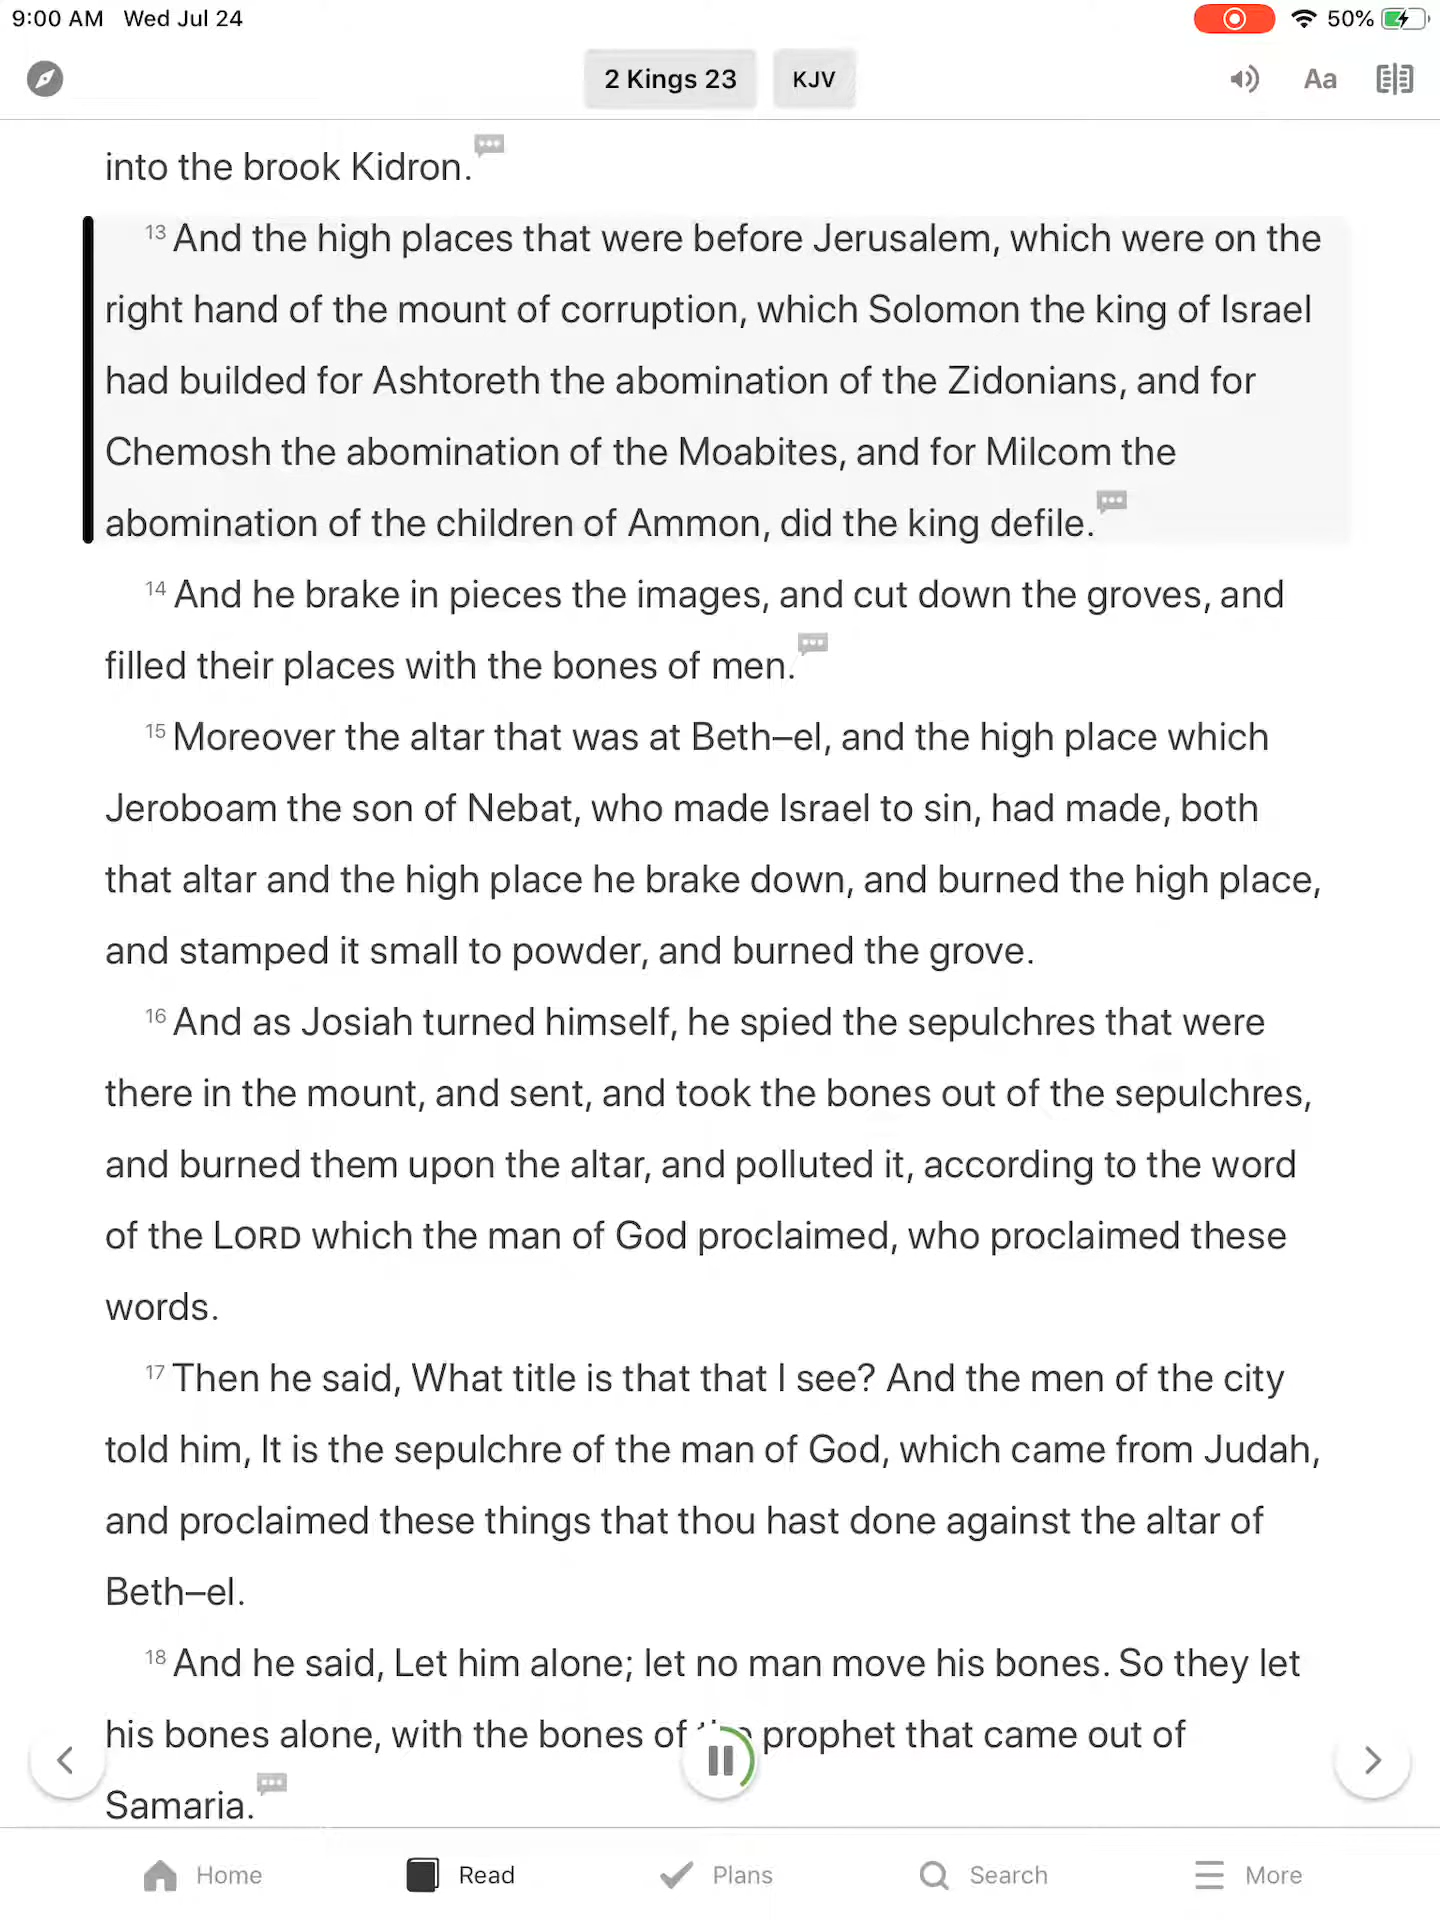 9:00 AM Wed Jul 24 50%
2 Kings 23 KJV Aa
into the brook Kidron.
13 And the high places that were before Jerusalem, which were on the
right hand of the mount of corruption, which Solomon the king of Israel
had builded for Ashtoreth the abomination of the Zidonians, and for
Chemosh the abomination of the Moabites, and for Milcom the
abomination of the children of Ammon, did the king defile.
14 And he brake in pieces the images, and cut down the groves, and
filled their places with the bones of men.
15 Moreover the altar that was at Beth–el, and the high place which
Jeroboam the son of Nebat, who made Israel to sin, had made, both
that altar and the high place he brake down, and burned the high place,
and stamped it small to powder, and burned the grove.
16 And as Josiah turned himself, he spied the sepulchres that were
there in the mount, and sent, and took the bones out of the sepulchres,
and burned them upon the altar, and polluted it, according to the word
of the LORD which the man of God proclaimed, who proclaimed these
words.
17 Then he said, What title is that that I see? And the men of the city
told him, It is the sepulchre of the man of God, which came from Judah,
and proclaimed these things that thou hast done against the altar of
Beth–el.
18 And he said, Let him alone; let no man move his bones. So they let
his bones alone, with the bones of prophet that came out of
Samaria.
Home Read Plans Search More